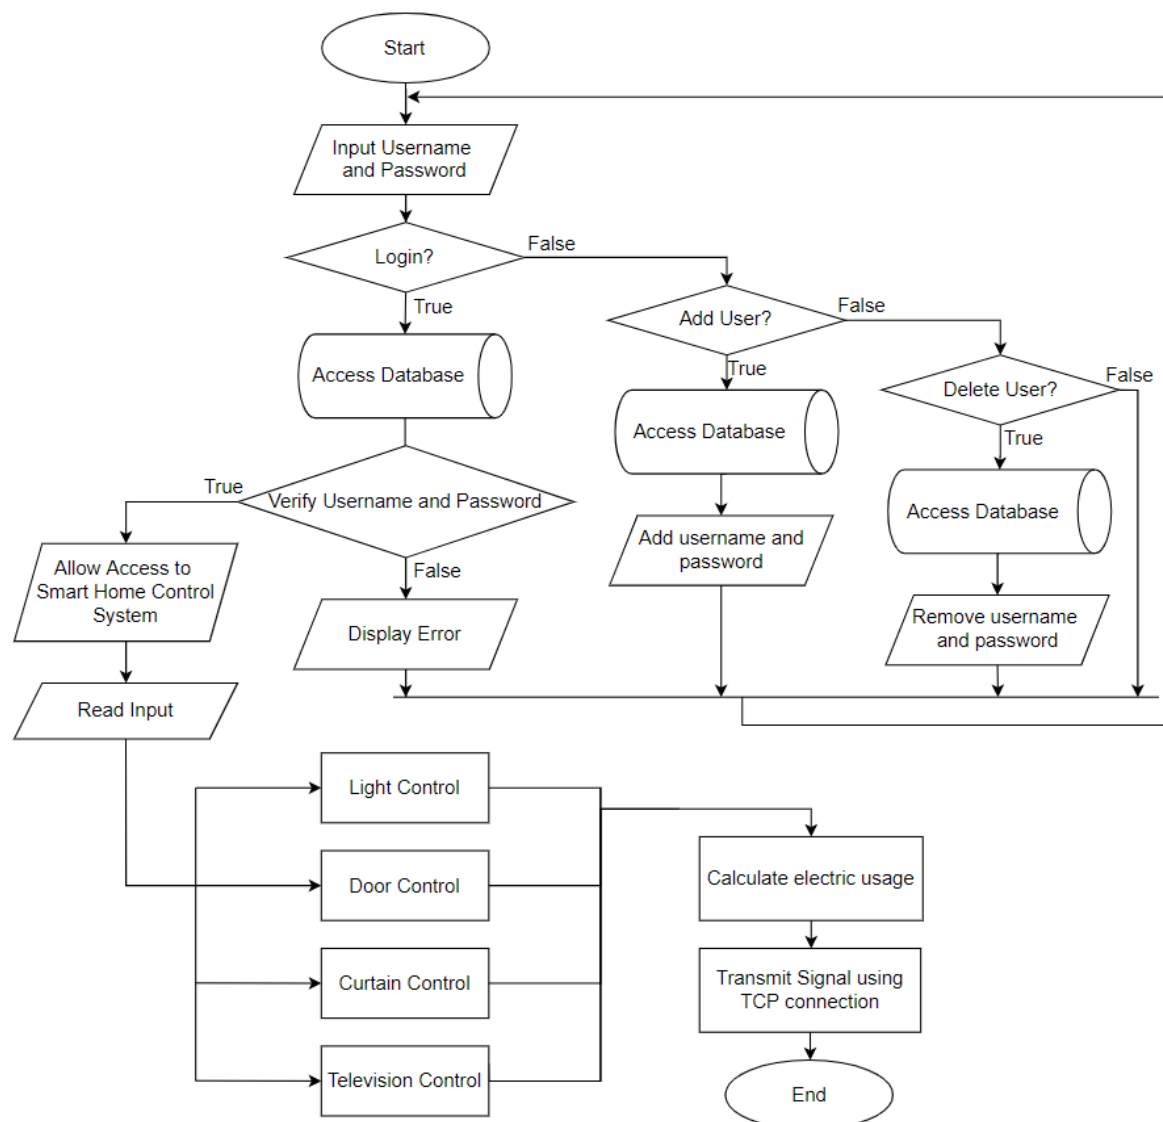 Start
Input Username
and Password
Login?
False
True
Add User?
False
True
Delete User?
False
True
Access Database
Access Database
Access Database
Verify Username and Password
True
False
Add username and
password
Allow Access to
Smart Home Control
System
Display Error
Remove username
and password
Read Input
Light Control
Door Control
Curtain Control
Television Control
Calculate electric usage
Transmit Signal using
TCP connection
End